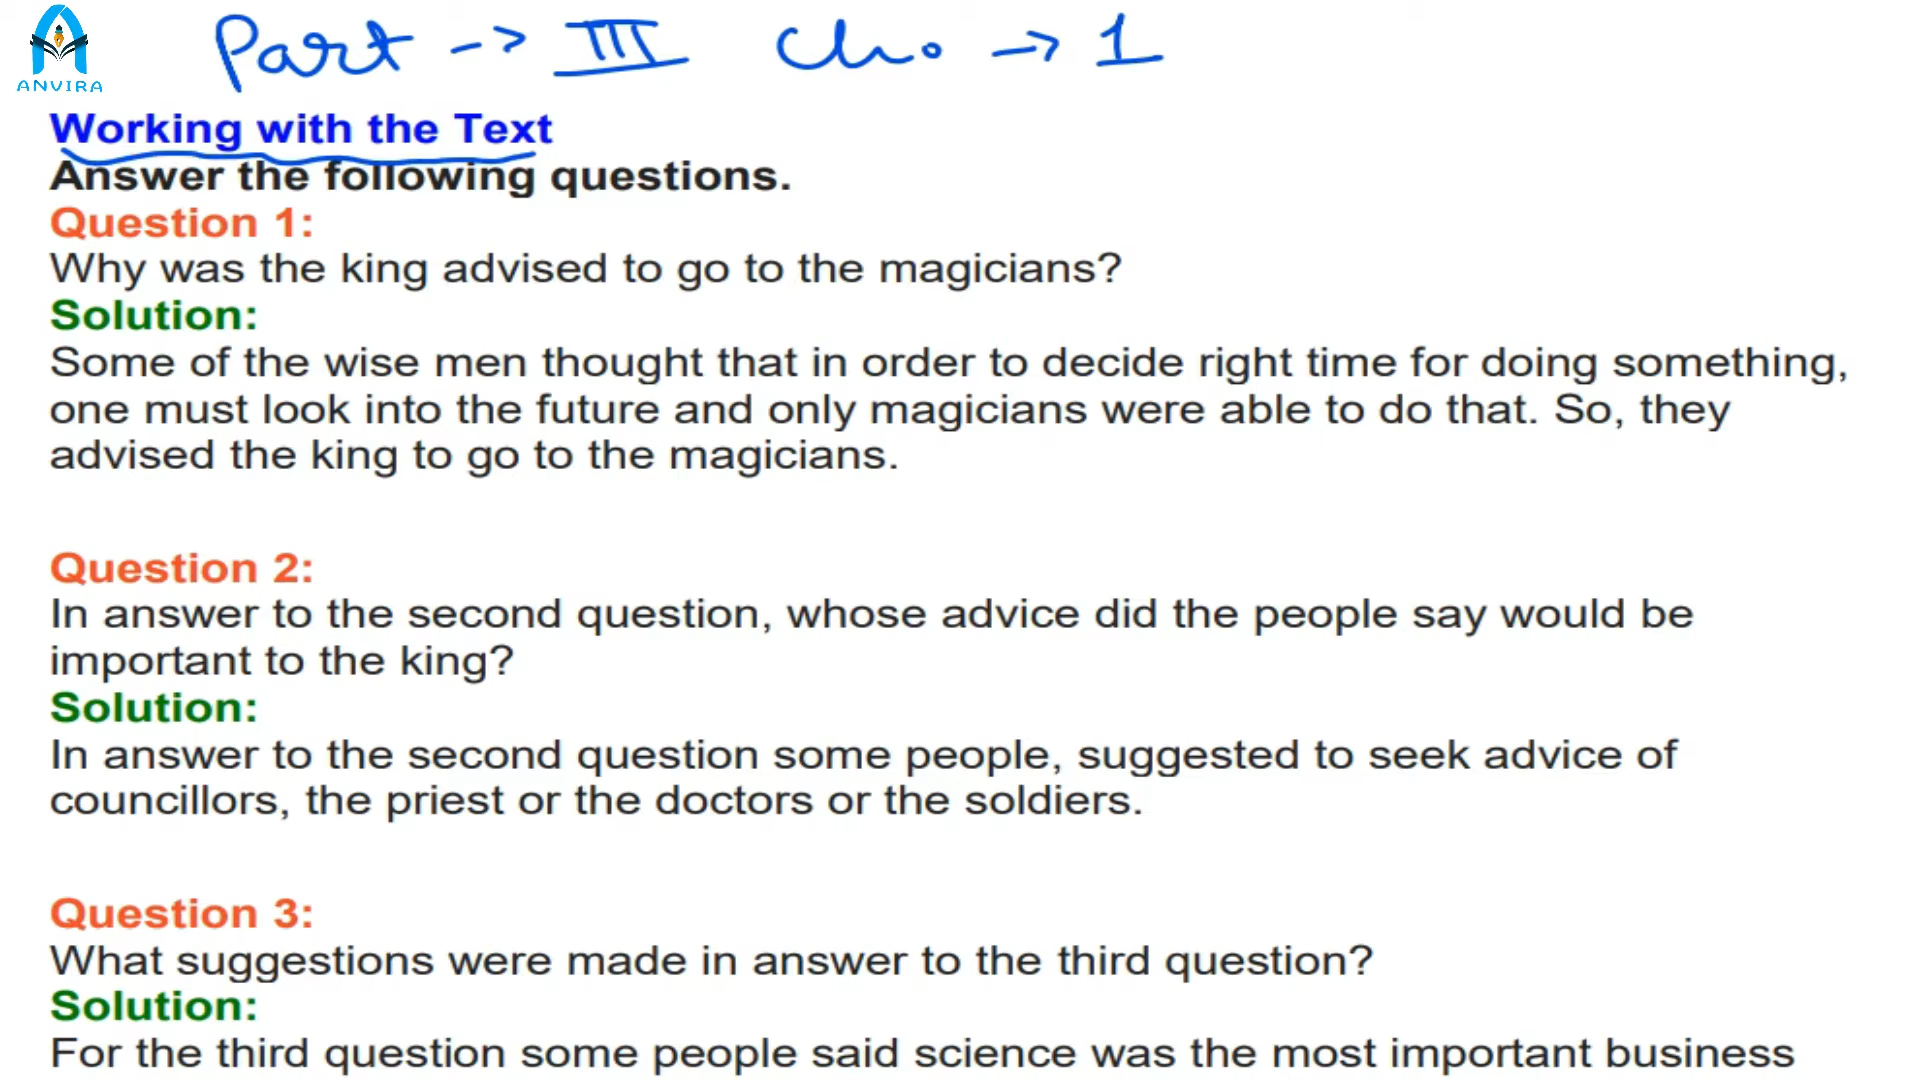 Part -> III Ch. -> 1
ANVIRA
Working with the Text
Answer the following questions.
Question 1:
Why was the king advised to go to the magicians?
Solution:
Some of the wise men thought that in order to decide right time for doing something,
one must look into the future and only magicians were able to do that. So, they
advised the king to go to the magicians.
Question 2:
In answer to the second question, whose advice did the people say would be
important to the king?
Solution:
In answer to the second question some people, suggested to seek advice of
councillors, the priest or the doctors or the soldiers.
Question 3:
What suggestions were made in answer to the third question?
Solution:
For the third question some people said science was the most important business